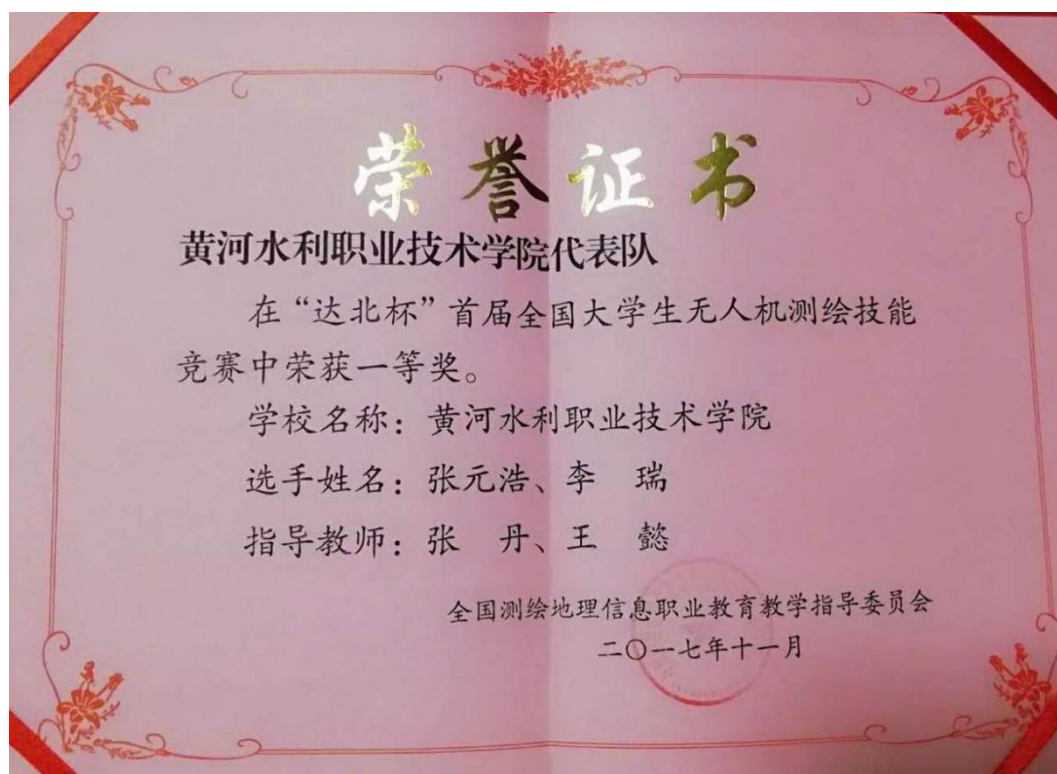 荣誉证书
黄河水利职业技术学院代表队
在“达北杯”首届全国大学生无人机测绘技能
竞赛中荣获一等奖。
学校名称：黄河水利职业技术学院
选手姓名：张元浩、李　瑞
指导教师：张　丹、王　懿
全国测绘地理信息职业教育教学指导委员会
二〇一七年十一月